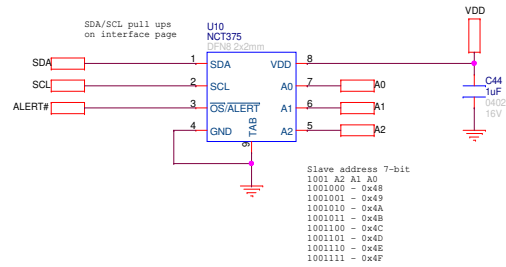 VDD
SDA/SCL pull ups
on interface page
U10
NCT375
DFN8 2x2mm
SDA 1 SDA VDD 8
SCL 2 SCL A0 7 A0
ALERT# 3 OS/ALERT A1 6 A1
4 GND A2 5 A2
TAB
9
C44
1uF
0402
16V
Slave address 7-bit
1001 A2 A1 A0
1001000 - 0x48
1001001 - 0x49
1001010 - 0x4A
1001011 - 0x4B
1001100 - 0x4C
1001101 - 0x4D
1001110 - 0x4E
1001111 - 0x4F